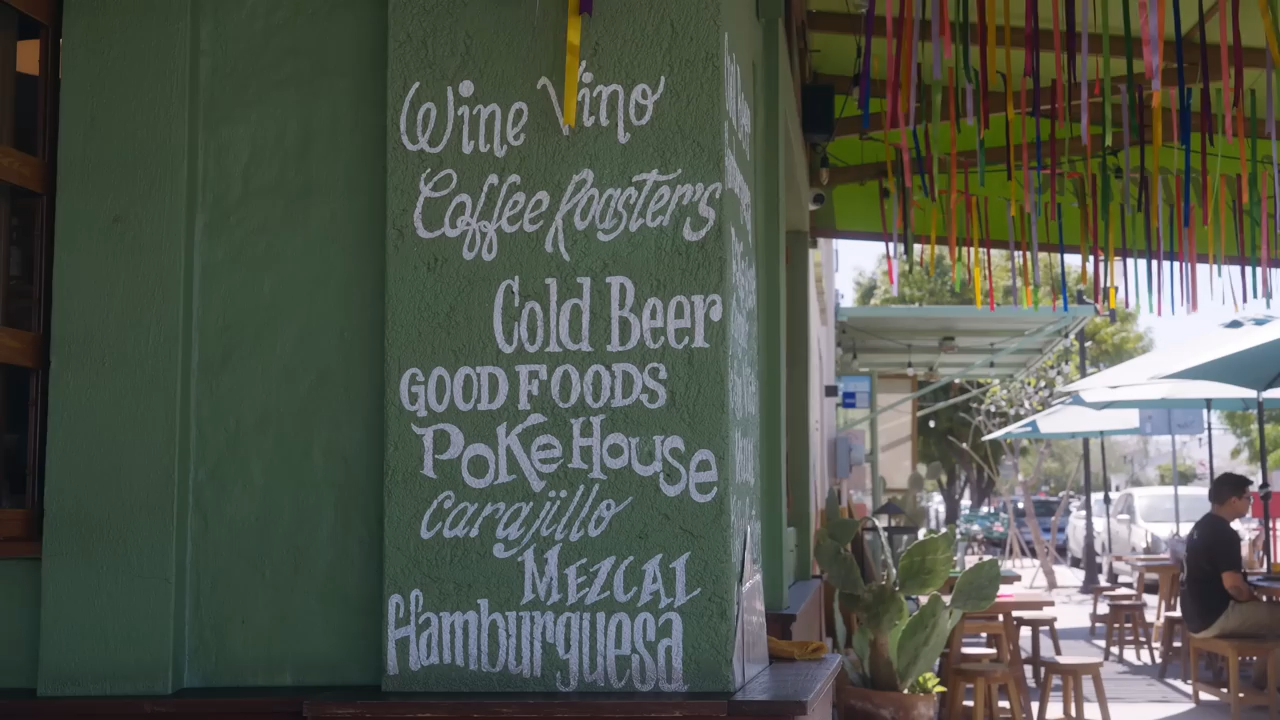 Wine Vino
Coffee Roaster's
Cold Beer
GOOD FOODS
PoKe House
Carajillo
MEZCAL
Hamburguesa